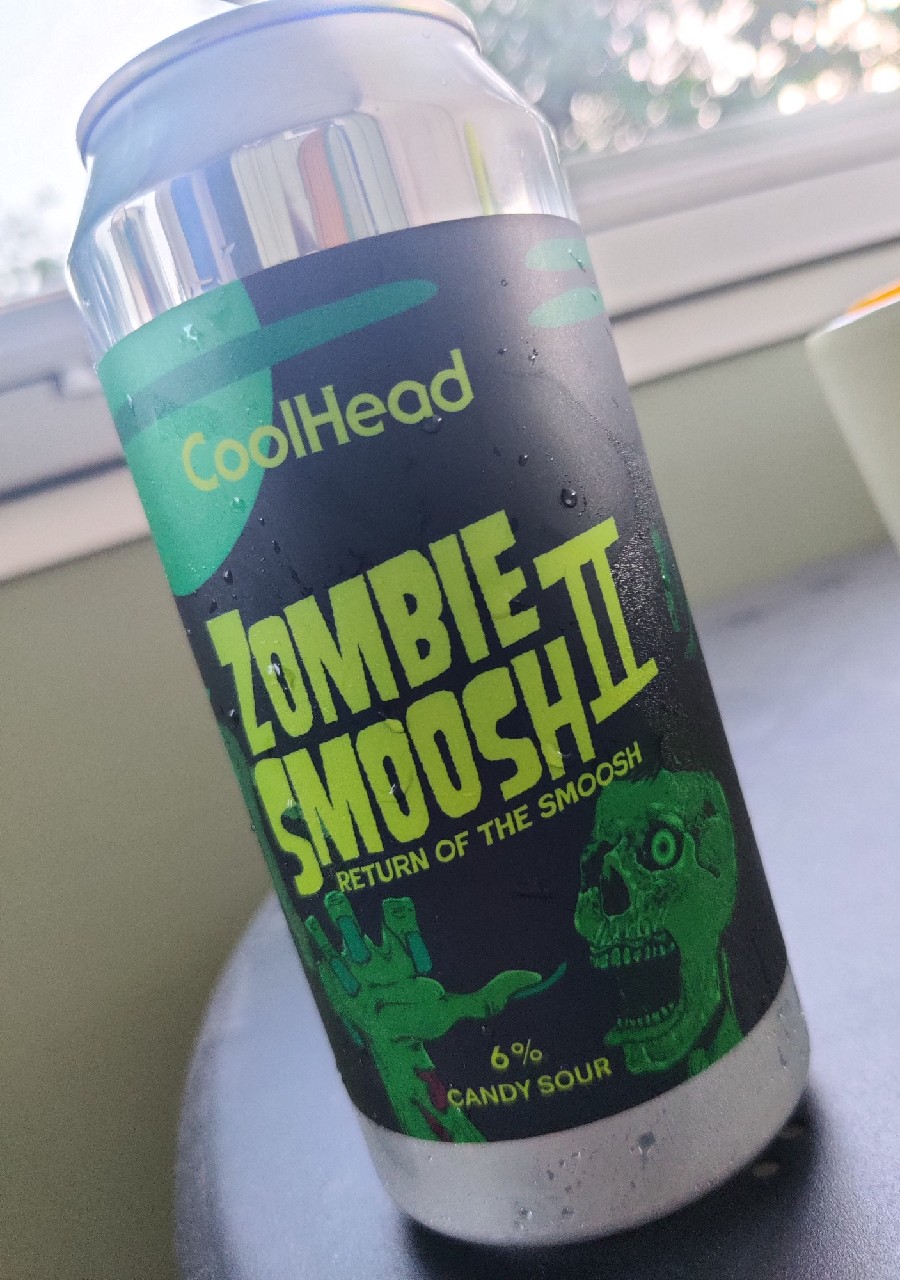 CoolHead
ZOMBIE
SMOOSH II
RETURN OF THE SMOOSH
6%
CANDY SOUR